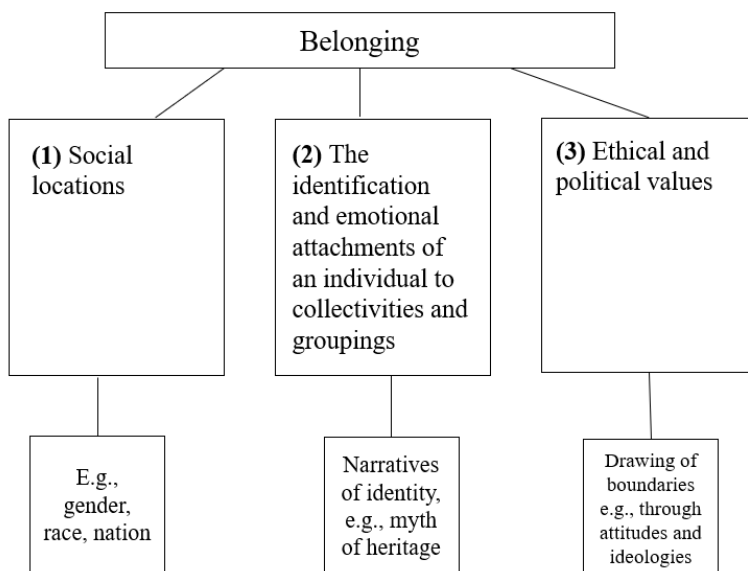 Belonging
(1) Social
locations
(2) The
identification
and emotional
attachments of
an individual to
collectivities and
groupings
(3) Ethical and
political values
E.g.,
gender,
race, nation
Narratives
of identity,
e.g., myth
of heritage
Drawing of
boundaries
e.g., through
attitudes and
ideologies